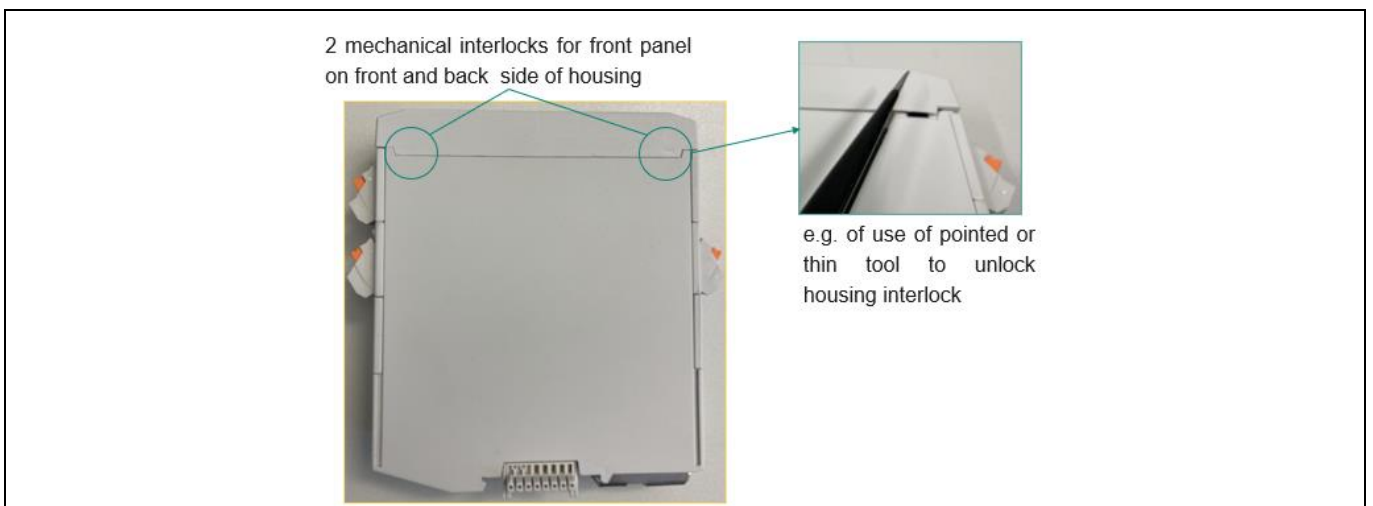 2 mechanical interlocks for front panel
on front and back side of housing
e.g. of use of pointed or
thin tool to unlock
housing interlock